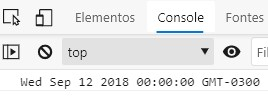 Elementos Console Fontes
top Fil
Wed Sep 12 2018 00:00:00 GMT-0300